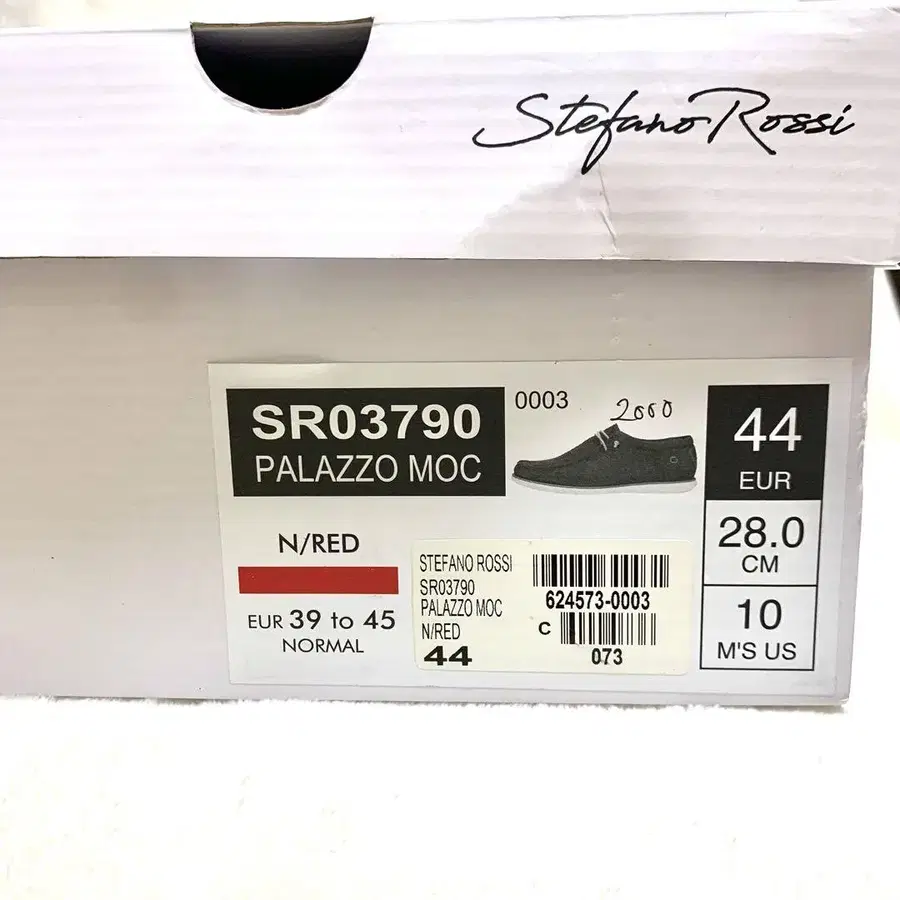 Stefano Rossi
SR03790
PALAZZO MOC
0003
2000
44
EUR
28.0
CM
10
M'S US
N/RED
EUR 39 to 45
NORMAL
STEFANO ROSSI
SR03790
PALAZZO MOC
N/RED
44
624573-0003
C
073